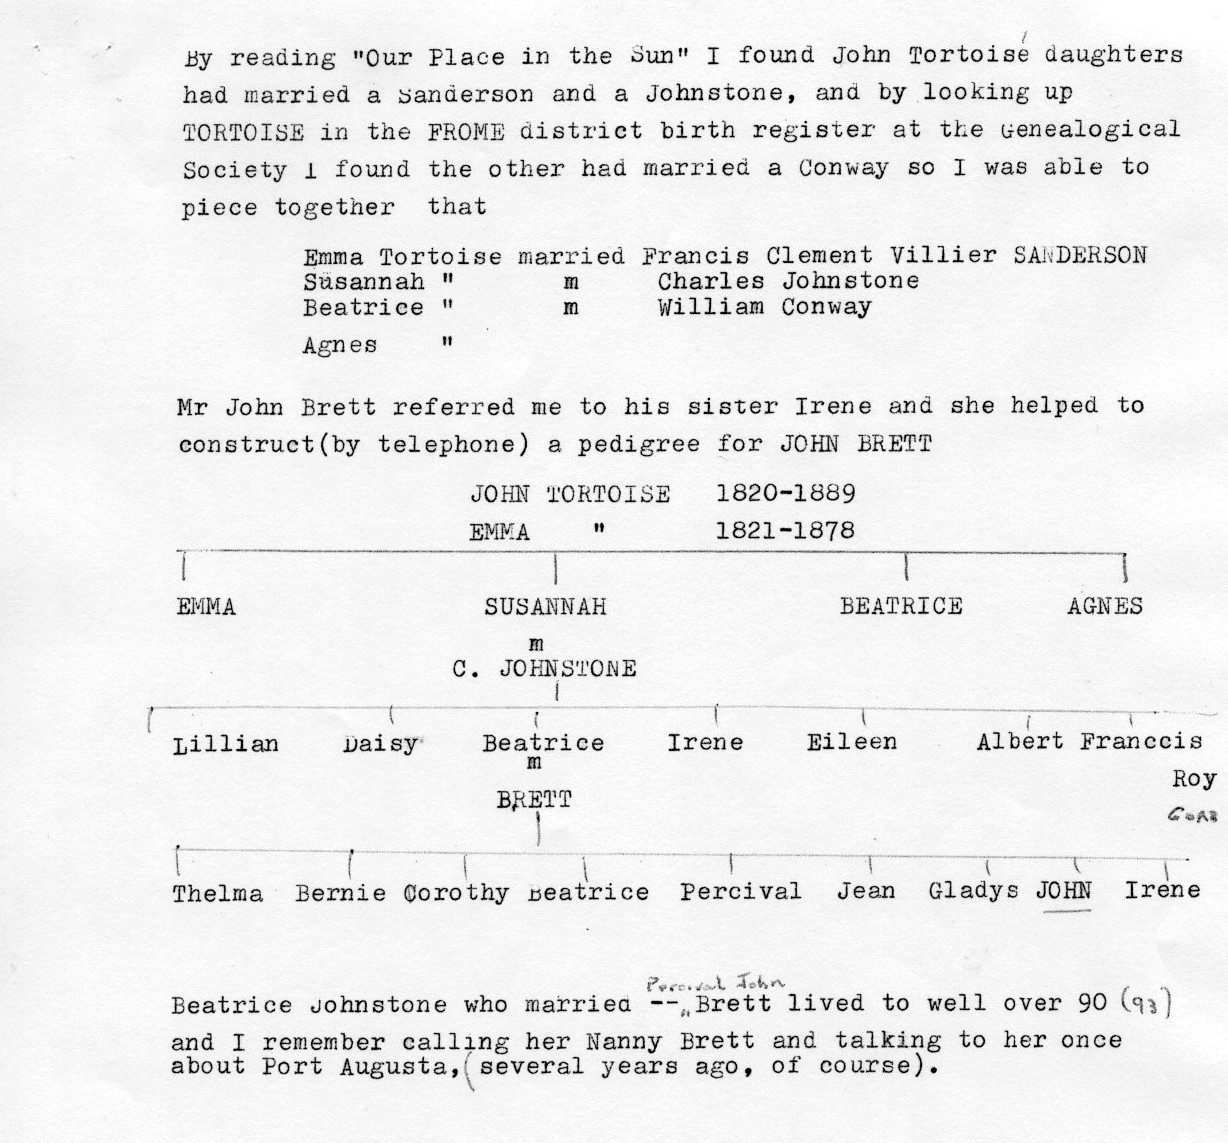 By reading "Our Place in the Sun" I found John Tortoise' daughters
had married a Sanderson and a Johnstone, and by looking up
TORTOISE in the FROME district birth register at the Genealogical
Society I found the other had married a Conway so I was able to
piece together that
Emma Tortoise married Francis Clement Villier SANDERSON
Susannah " m Charles Johnstone
Beatrice " m William Conway
Agnes "
Mr John Brett referred me to his sister Irene and she helped to
construct(by telephone) a pedigree for JOHN BRETT
JOHN TORTOISE 1820-1889
EMMA " 1821-1878
EMMA SUSANNAH BEATRICE AGNES
m
C. JOHNSTONE
Lillian Daisy Beatrice Irene Eileen Albert Franccis
m
Roy
BRETT
Thelma Bernie Dorothy Beatrice Percival Jean Gladys JOHN Irene
Percival John
Beatrice Johnstone who married -- Brett lived to well over 90 (93)
and I remember calling her Nanny Brett and talking to her once
about Port Augusta,(several years ago, of course).